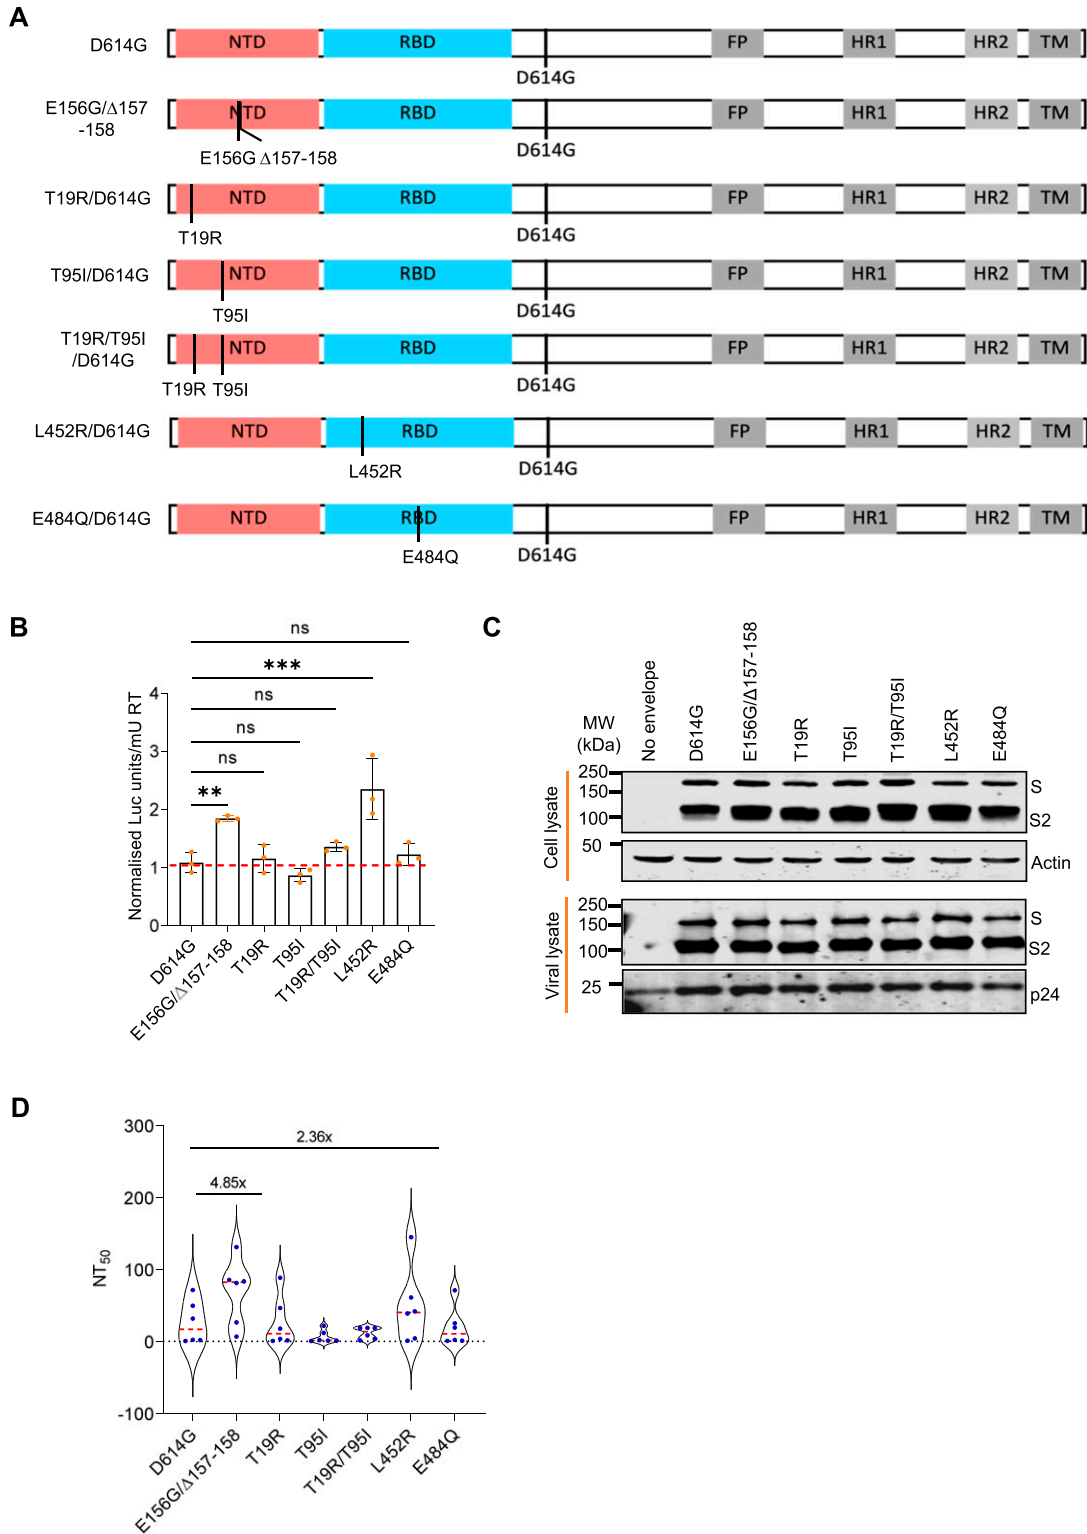 A
D614G NTD RBD FP HR1 HR2 TM
D614G
E156G/Δ157
-158
NTD RBD FP HR1 HR2 TM
E156G Δ157-158 D614G
T19R/D614G NTD RBD FP HR1 HR2 TM
T19R D614G
T95I/D614G NTD RBD FP HR1 HR2 TM
T95I D614G
T19R/T95I
/D614G
NTD RBD FP HR1 HR2 TM
T19R T95I D614G
L452R/D614G NTD RBD FP HR1 HR2 TM
L452R D614G
E484Q/D614G NTD RBD FP HR1 HR2 TM
E484Q D614G
B
ns
***
ns
ns
ns
**
Normalised Luc units/mU RT
4
3
2
1
0
D614G
E156G/Δ157-158
T19R
T95I
T19R/T95I
L452R
E484Q
C
MW
(kDa)
No envelope
D614G
E156G/Δ157-158
T19R
T95I
T19R/T95I
L452R
E484Q
Cell lysate
250
150
100
S
S2
50
Actin
Viral lysate
250
150
100
S
S2
25
p24
D
NT50
300
200
100
0
-100
2.36x
4.85x
D614G
E156G/Δ157-158
T19R
T95I
T19R/T95I
L452R
E484Q